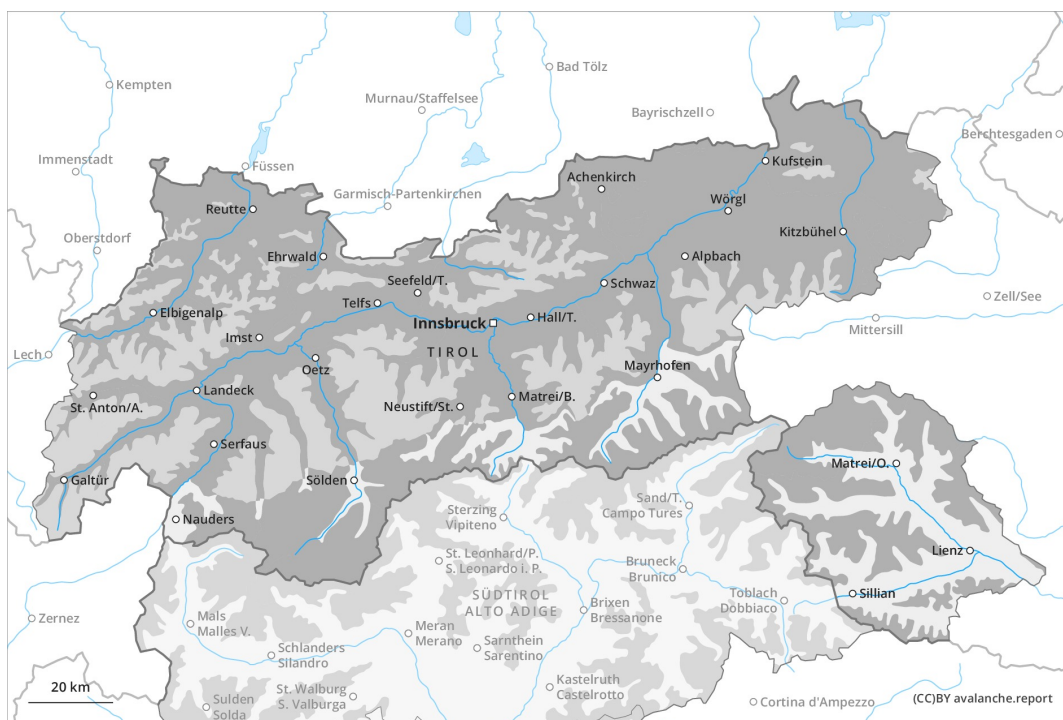 Kempten
Bad Tölz
Murnau/Staffelsee
Bayrischzell
Berchtesgaden
Immenstadt
Füssen
Kufstein
Achenkirch
Garmisch-Partenkirchen
Reutte
Wörgl
Oberstdorf
Kitzbühel
Ehrwald
Alpbach
Seefeld/T.
Schwaz
Zell/See
Telfs
Elbigenalp
Hall/T.
Innsbruck
Mittersill
Imst
Lech
TIROL
Oetz
Mayrhofen
Landeck
Matrei/B.
St. Anton/A.
Neustift/St.
Serfaus
Matrei/O.
Galtür
Sölden
Sand/T.
Campo Tures
Sterzing
Vipiteno
Nauders
Lienz
St. Leonhard/P.
S. Leonardo i. P.
Bruneck
Brunico
Sillian
SÜDTIROL
ALTO ADIGE
Toblach
Dobbiaco
Brixen
Bressanone
Zernez
Mals
Malles V.
Meran
Merano
Sarnthein
Sarentino
Schlanders
Silandro
Kastelruth
Castelrotto
20 km
St. Walburg
S. Valburga
Sulden
Solda
Cortina d'Ampezzo
(CC)BY avalanche.report